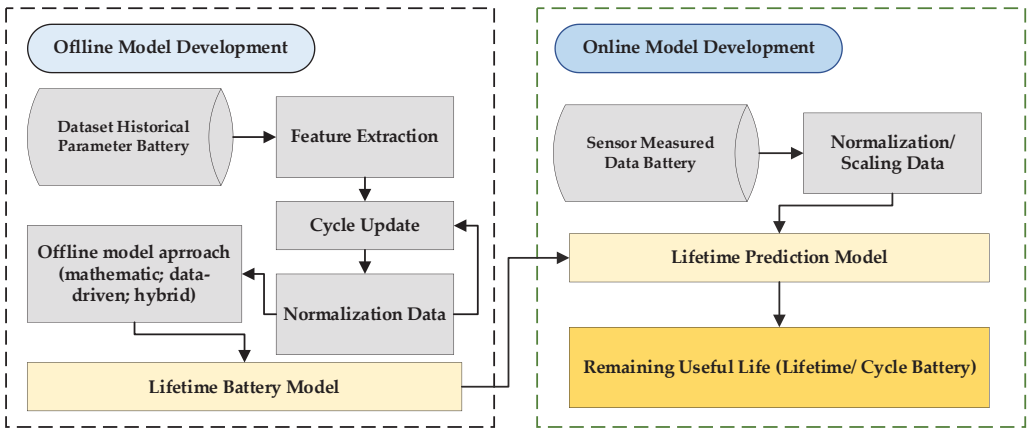 Oflline Model Development
Dataset Historical
Parameter Battery
Feature Extraction
Cycle Update
Offline model aprroach
(mathematic; data-
driven; hybrid)
Normalization Data
Lifetime Battery Model
Online Model Development
Sensor Measured
Data Battery
Normalization/
Scaling Data
Lifetime Prediction Model
Remaining Useful Life (Lifetime/ Cycle Battery)